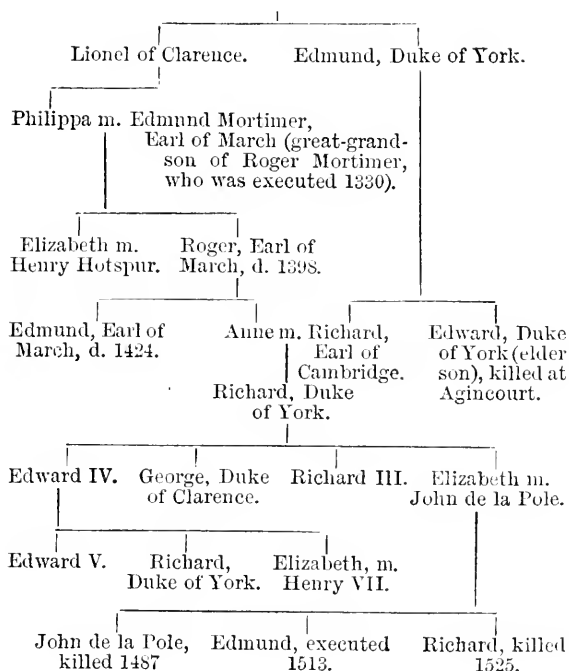 Lionel of Clarence. Edmund, Duke of York.
Philippa m. Edmund Mortimer,
Earl of March (great-grand-
son of Roger Mortimer,
who was executed 1330).
Elizabeth m. Roger, Earl of
Henry Hotspur. March, d. 1398.
Edmund, Earl of Anne m. Richard, Edward, Duke
March, d. 1424. Earl of of York (elder
Cambridge. son), killed at
Richard, Duke Agincourt.
of York.
Edward IV. George, Duke Richard III. Elizabeth m.
of Clarence. John de la Pole.
Edward V. Richard, Elizabeth, m.
Duke of York. Henry VII.
John de la Pole, Edmund, executed Richard, killed
killed 1487 1513. 1525.